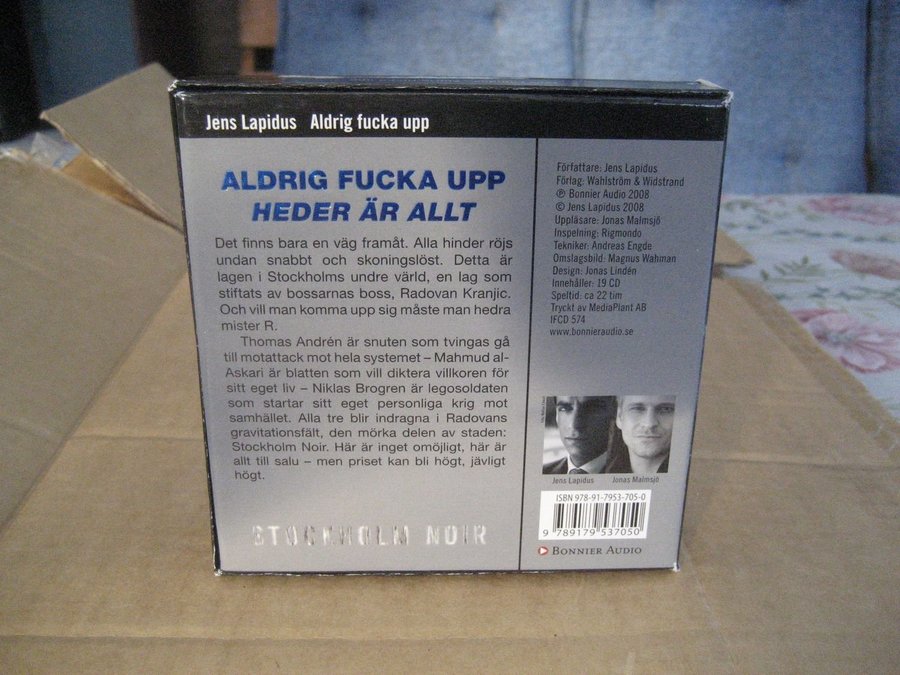 Jens Lapidus Aldrig fucka upp
ALDRIG FUCKA UPP
HEDER ÄR ALLT
Det finns bara en väg framåt. Alla hinder röjs
undan snabbt och skoningslöst. Detta är
lagen i Stockholms undre värld, en lag som
stiftats av bossarnas boss, Radovan Kranjic.
Och vill man komma upp sig måste man hedra
mister R.
Thomas Andrén är snuten som tvingas gå
till motattack mot hela systemet – Mahmud al-
Askari är blatten som vill diktera villkoren för
sitt eget liv – Niklas Brogren är legosoldaten
som startar sitt eget personliga krig mot
samhället. Alla tre blir indragna i Radovans
gravitationsfält, den mörka delen av staden:
Stockholm Noir. Här är inget omöjligt, här är
allt till salu – men priset kan bli högt, jävligt
högt.
STOCKHOLM NOIR
Författare: Jens Lapidus
Förlag: Wahlström & Widstrand
℗ Bonnier Audio 2008
© Jens Lapidus 2008
Uppläsare: Jonas Malmsjö
Inspelning: Rigmondo
Tekniker: Andreas Engde
Omslagsbild: Magnus Wahman
Design: Jonas Lindén
Innehåller: 19 CD
Speltid: ca 22 tim
Tryckt av MediaPlant AB
IFCD 574
www.bonnieraudio.se
Jens Lapidus Jonas Malmsjö
ISBN 978-91-7953-705-0
9 789179 537050
BONNIER AUDIO